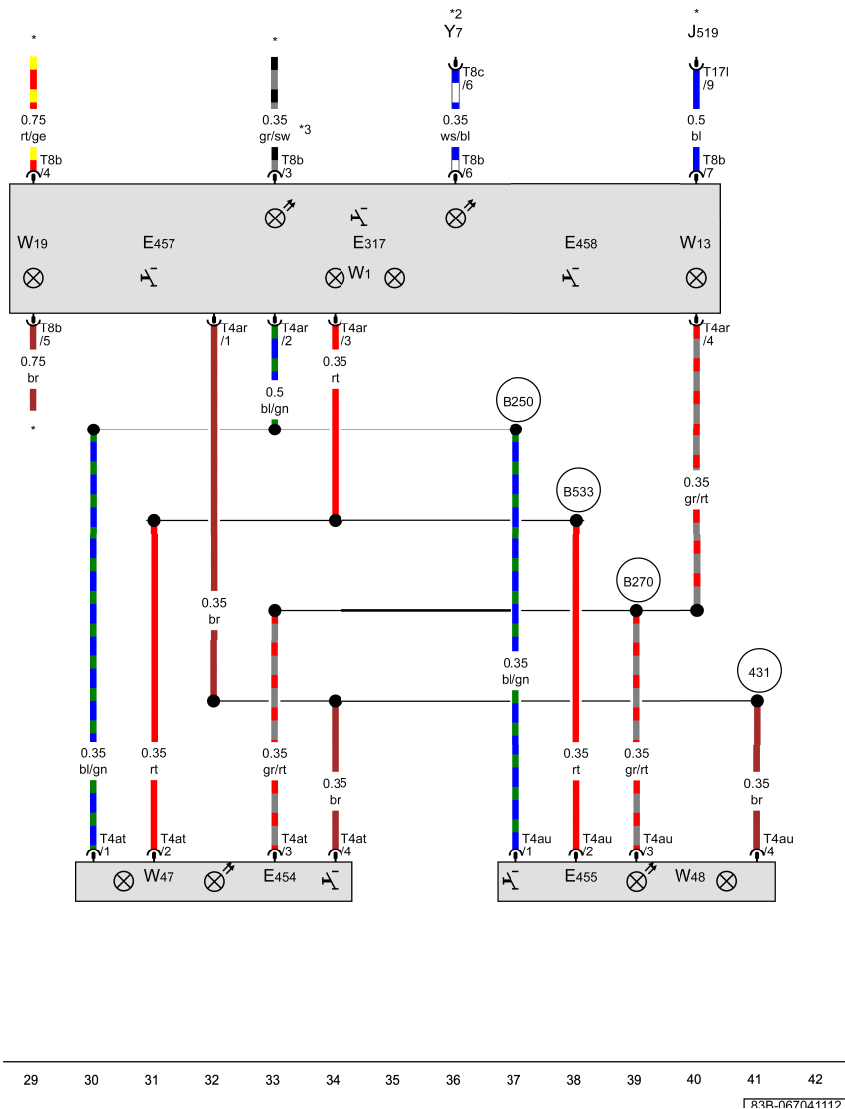 *2
*
Y7
J519
*
*
T8c
/6
T17l
/9
0.75
rt/ge
0.35
gr/sw
*3
0.35
ws/bl
0.5
bl
T8b
/4
T8b
/3
T8b
/6
T8b
/7
W19
E457
E317
E458
W13
W1
T8b
/5
T4ar
/1
T4ar
/2
T4ar
/3
T4ar
/4
0.75
br
0.35
rt
0.5
bl/gn
B250
*
B533
0.35
gr/rt
B270
0.35
br
0.35
bl/gn
431
0.35
bl/gn
0.35
rt
0.35
gr/rt
0.35
br
0.35
rt
0.35
gr/rt
0.35
br
T4at
/1
T4at
/2
T4at
/3
T4at
/4
T4au
/1
T4au
/2
T4au
/3
T4au
/4
W47
E454
E455
W48
29 30 31 32 33 34 35 36 37 38 39 40 41 42
83B-067041112